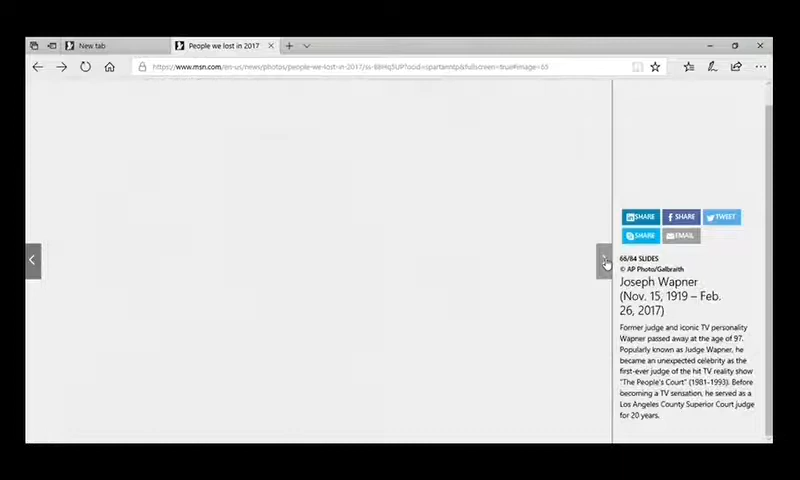 New tab
People we lost in 2017
https://www.msn.com/en-us/news/photos/people-we-lost-in-2017/ss-BBHq5UP?ocid=spartanntp&fullscreen=true#image=65
SHARE
SHARE
TWEET
SHARE
EMAIL
66/84 SLIDES
© AP Photo/Galbraith
Joseph Wapner
(Nov. 15, 1919 – Feb.
26, 2017)
Former judge and iconic TV personality
Wapner passed away at the age of 97.
Popularly known as Judge Wapner, he
became an unexpected celebrity as the
first-ever judge of the hit TV reality show
"The People's Court" (1981-1993). Before
becoming a TV sensation, he served as a
Los Angeles County Superior Court judge
for 20 years.